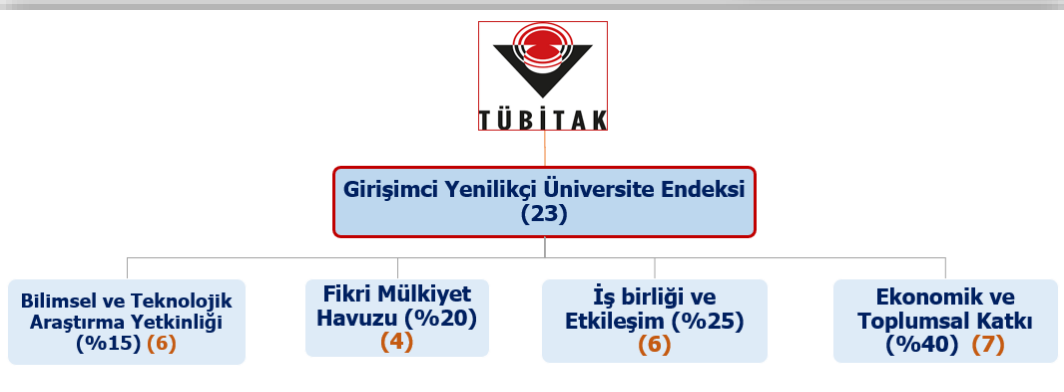 TÜBİTAK
Girişimci Yenilikçi Üniversite Endeksi
(23)
Bilimsel ve Teknolojik
Araştırma Yetkinliği
(%15) (6)
Fikri Mülkiyet
Havuzu (%20)
(4)
İş birliği ve
Etkileşim (%25)
(6)
Ekonomik ve
Toplumsal Katkı
(%40) (7)